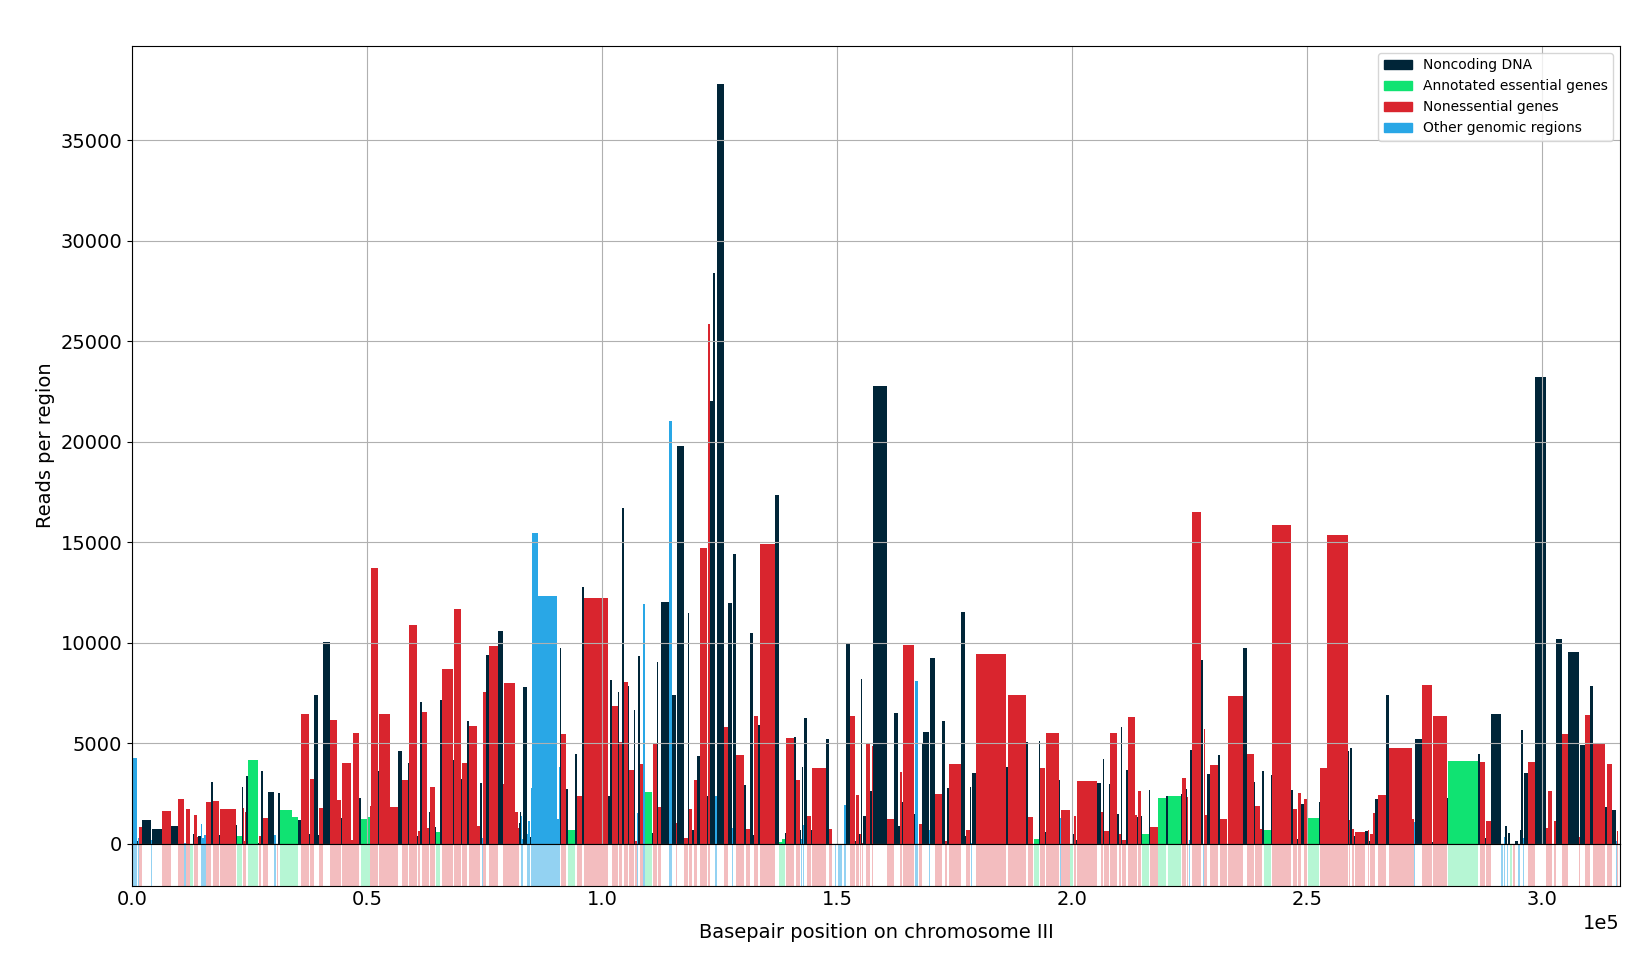 Noncoding DNA
Annotated essential genes
Nonessential genes
Other genomic regions
Reads per region
35000
30000
25000
20000
15000
10000
5000
0
0.0 0.5 1.0 1.5 2.0 2.5 3.0
1e5
Basepair position on chromosome III